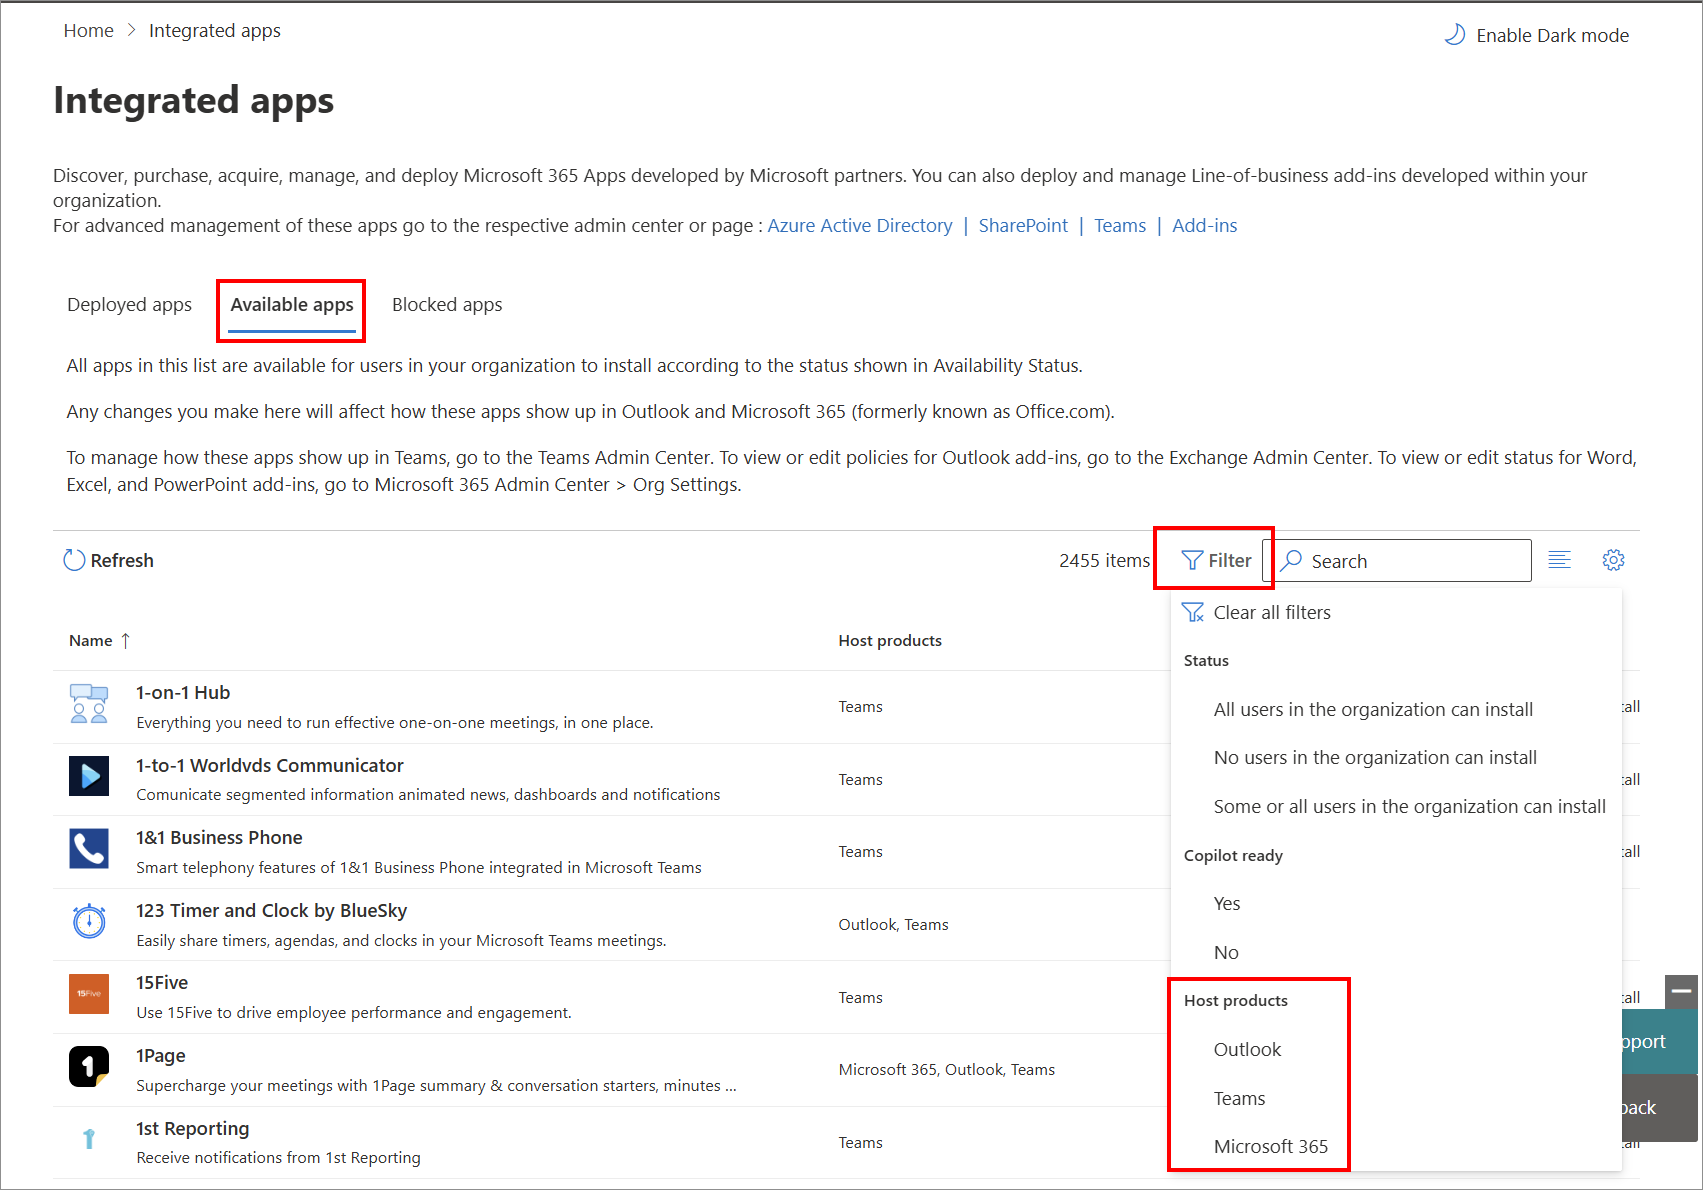 Home > Integrated apps
Enable Dark mode
Integrated apps
Discover, purchase, acquire, manage, and deploy Microsoft 365 Apps developed by Microsoft partners. You can also deploy and manage Line-of-business add-ins developed within your
organization.
For advanced management of these apps go to the respective admin center or page : Azure Active Directory | SharePoint | Teams | Add-ins
Deployed apps Available apps Blocked apps
All apps in this list are available for users in your organization to install according to the status shown in Availability Status.
Any changes you make here will affect how these apps show up in Outlook and Microsoft 365 (formerly known as Office.com).
To manage how these apps show up in Teams, go to the Teams Admin Center. To view or edit policies for Outlook add-ins, go to the Exchange Admin Center. To view or edit status for Word,
Excel, and PowerPoint add-ins, go to Microsoft 365 Admin Center > Org Settings.
Refresh
2455 items Filter Search
Name ↑ Host products
1-on-1 Hub
Everything you need to run effective one-on-one meetings, in one place.
Teams
1-to-1 Worldvds Communicator
Comunicate segmented information animated news, dashboards and notifications
Teams
1&1 Business Phone
Smart telephony features of 1&1 Business Phone integrated in Microsoft Teams
Teams
123 Timer and Clock by BlueSky
Easily share timers, agendas, and clocks in your Microsoft Teams meetings.
Outlook, Teams
15Five
15Five
Use 15Five to drive employee performance and engagement.
Teams
1Page
Supercharge your meetings with 1Page summary & conversation starters, minutes ...
Microsoft 365, Outlook, Teams
1st Reporting
Receive notifications from 1st Reporting
Teams
Clear all filters
Status
All users in the organization can install
No users in the organization can install
Some or all users in the organization can install
Copilot ready
Yes
No
Host products
Outlook
Teams
Microsoft 365